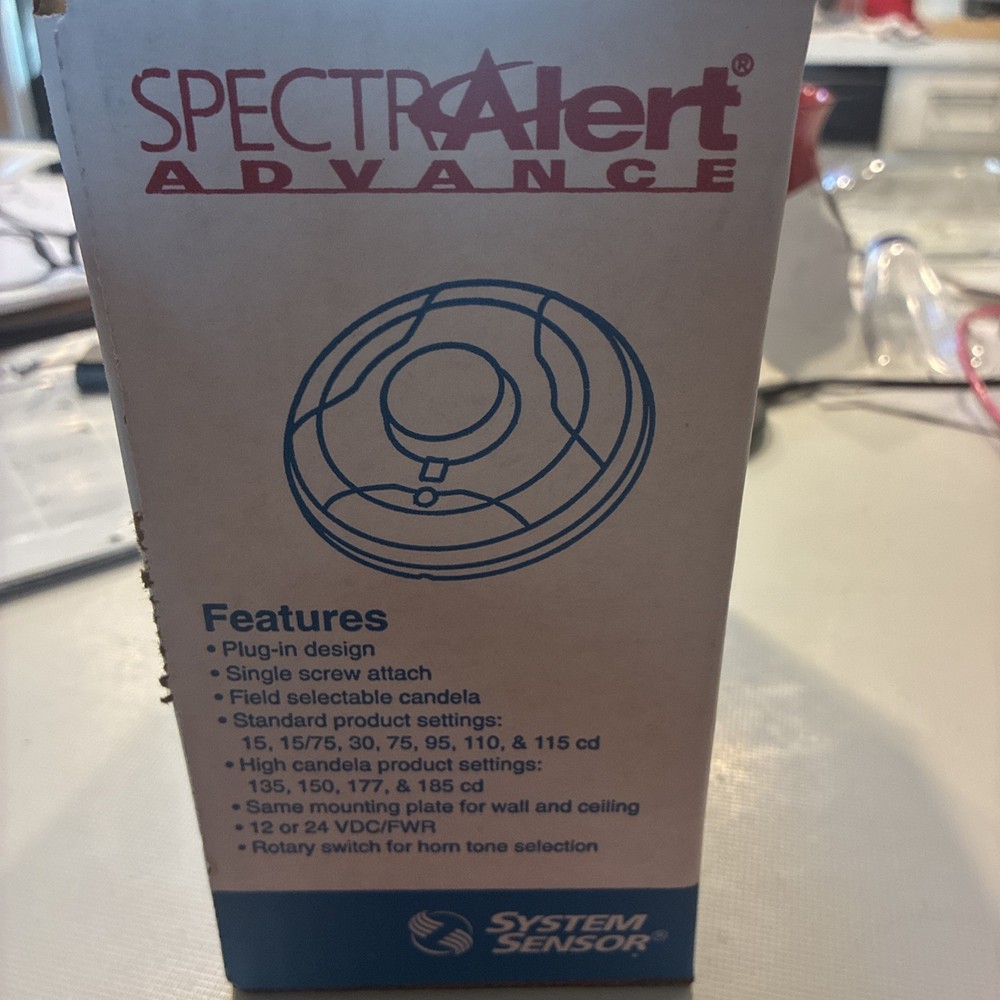 SPECTRAlert®
ADVANCE
Features
• Plug-in design
• Single screw attach
• Field selectable candela
• Standard product settings:
15, 15/75, 30, 75, 95, 110, & 115 cd
• High candela product settings:
135, 150, 177, & 185 cd
• Same mounting plate for wall and ceiling
• 12 or 24 VDC/FWR
• Rotary switch for horn tone selection
SYSTEM
SENSOR®